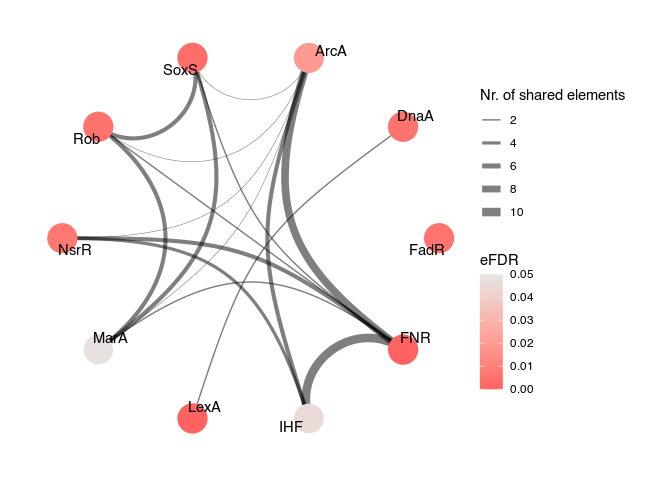 ArcA
SoxS
DnaA
Rob
NsrR
FadR
MarA
FNR
LexA
IHF
Nr. of shared elements
2
4
6
8
10
eFDR
0.05
0.04
0.03
0.02
0.01
0.00